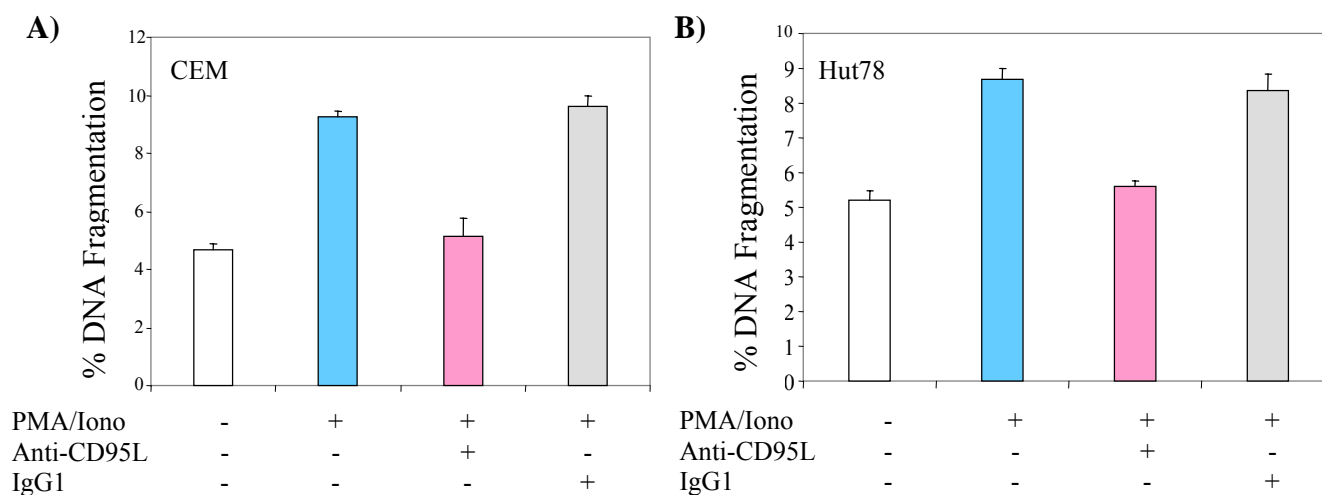 A)
% DNA Fragmentation
12
10
8
6
4
2
0
CEM
PMA/Iono - + + +
Anti-CD95L - - + -
IgG1 - - - +
B)
% DNA Fragmentation
10
9
8
7
6
5
4
3
2
1
0
Hut78
PMA/Iono - + + +
Anti-CD95L - - + -
IgG1 - - - +